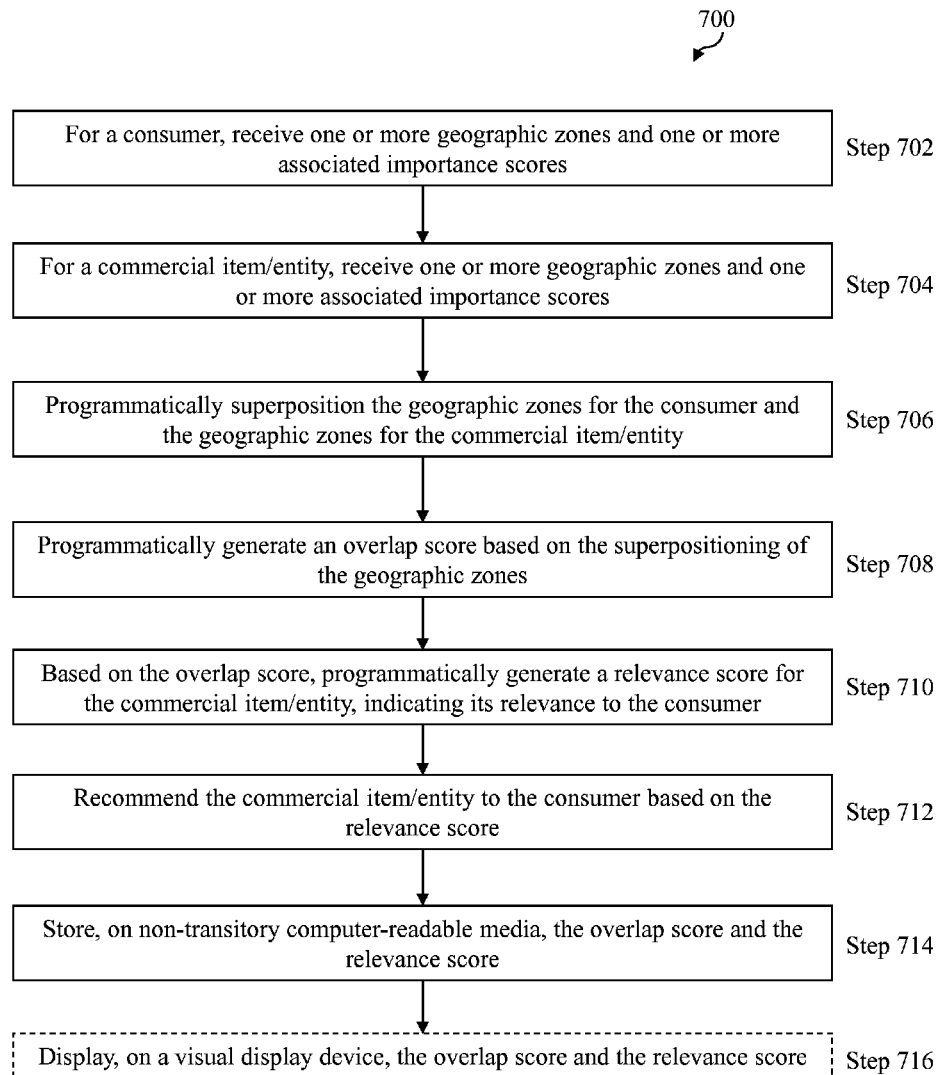 700
For a consumer, receive one or more geographic zones and one or more
associated importance scores
Step 702
For a commercial item/entity, receive one or more geographic zones and one
or more associated importance scores
Step 704
Programmatically superposition the geographic zones for the consumer and
the geographic zones for the commercial item/entity
Step 706
Programmatically generate an overlap score based on the superpositioning of
the geographic zones
Step 708
Based on the overlap score, programmatically generate a relevance score for
the commercial item/entity, indicating its relevance to the consumer
Step 710
Recommend the commercial item/entity to the consumer based on the
relevance score
Step 712
Store, on non-transitory computer-readable media, the overlap score and the
relevance score
Step 714
Display, on a visual display device, the overlap score and the relevance score
Step 716